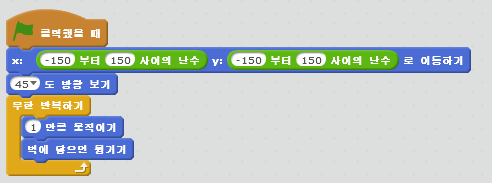 클릭했을 때
x: -150 부터 150 사이의 난수 y: -150 부터 150 사이의 난수 로 이동하기
45 도 방향 보기
무한 반복하기
1 만큼 움직이기
벽에 닿으면 튕기기